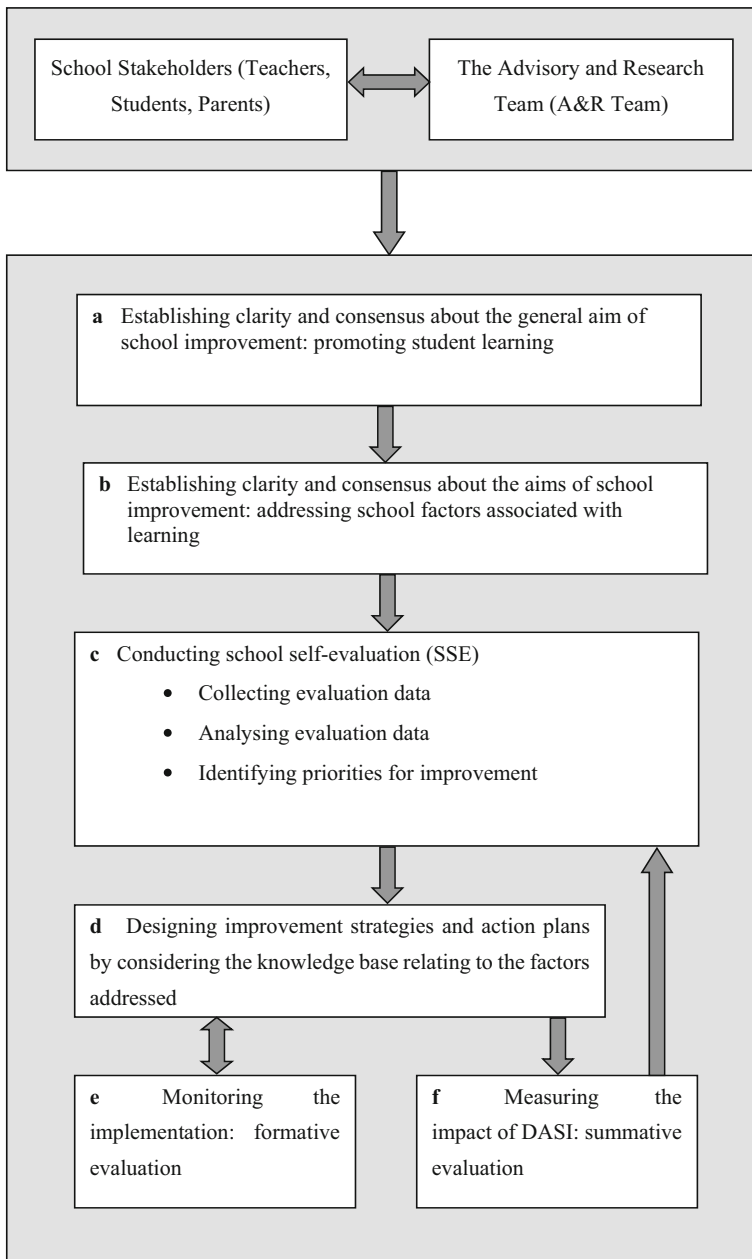 School Stakeholders (Teachers,
Students, Parents)
The Advisory and Research
Team (A&R Team)
a Establishing clarity and consensus about the general aim of
school improvement: promoting student learning
b Establishing clarity and consensus about the aims of school
improvement: addressing school factors associated with
learning
c Conducting school self-evaluation (SSE)
• Collecting evaluation data
• Analysing evaluation data
• Identifying priorities for improvement
d Designing improvement strategies and action plans
by considering the knowledge base relating to the factors
addressed
e Monitoring the
implementation: formative
evaluation
f Measuring the
impact of DASI: summative
evaluation